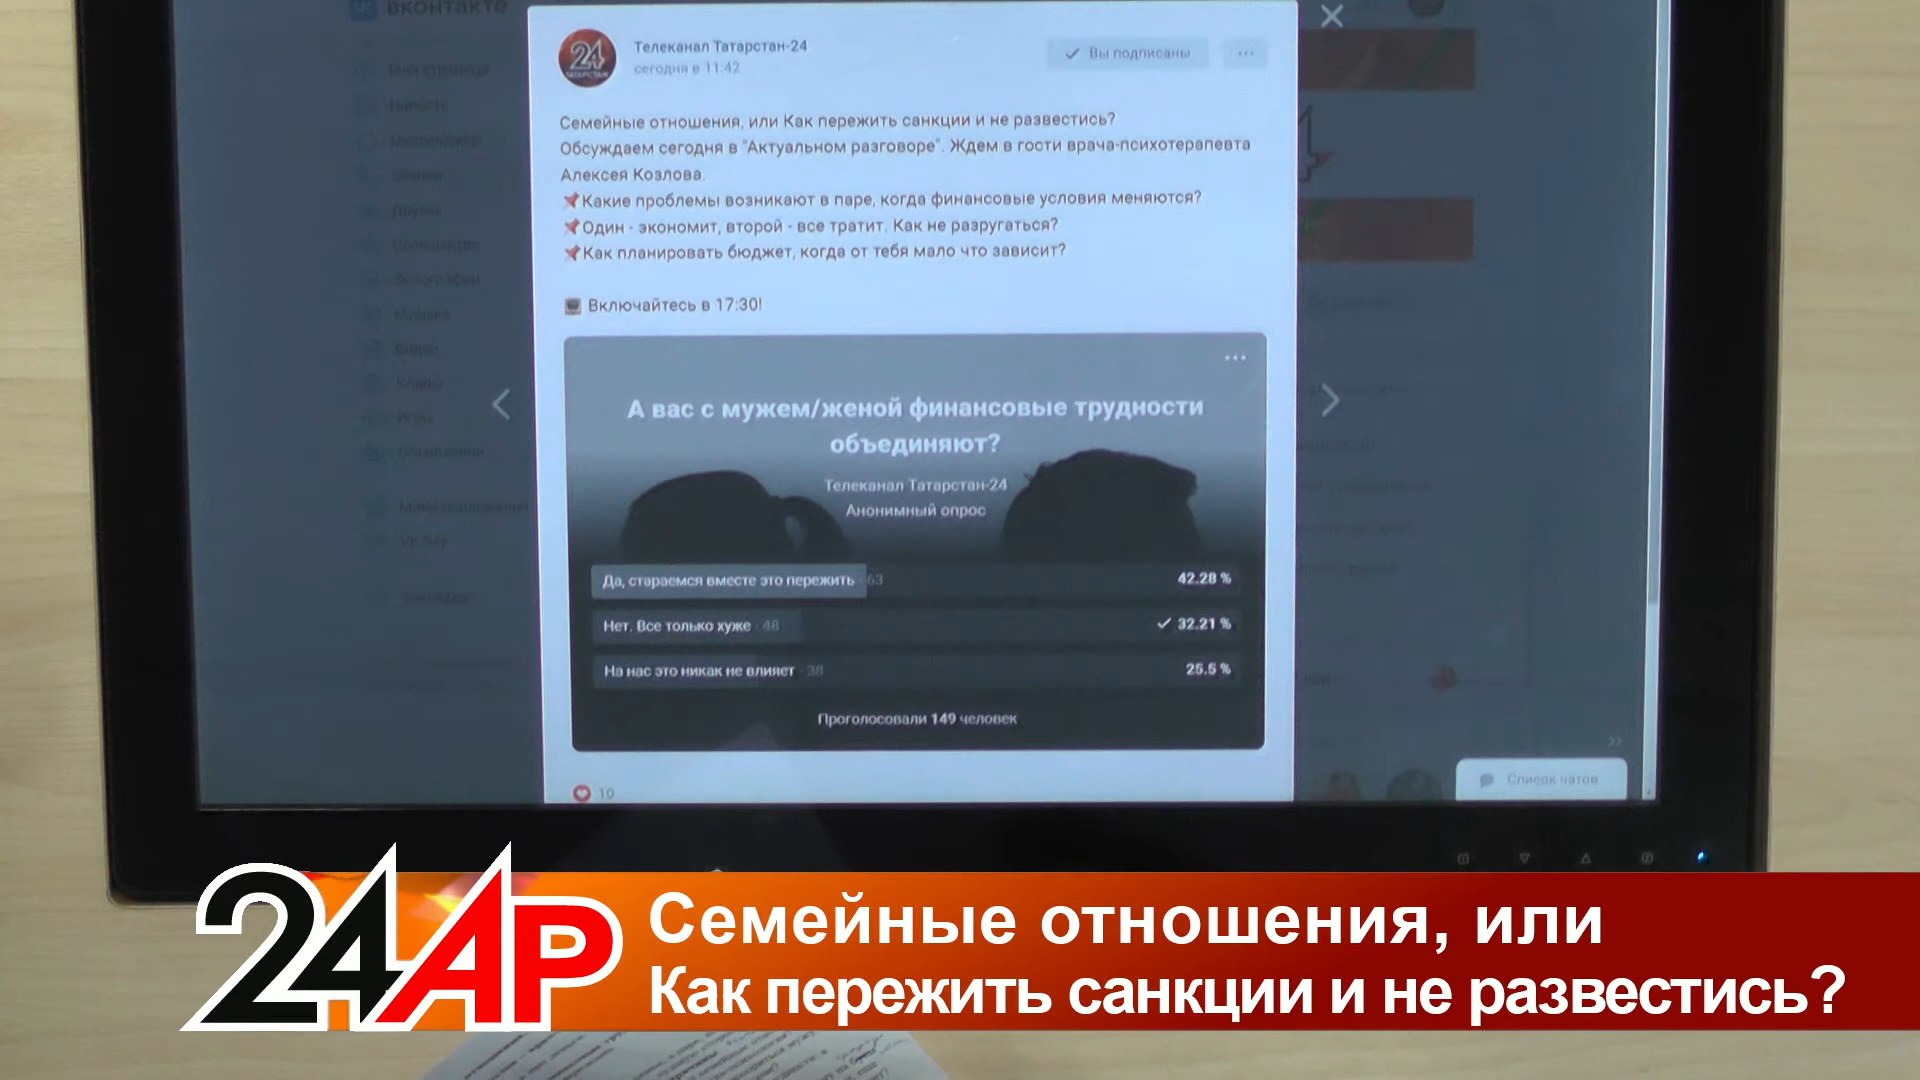 вконтакте
Телеканал Татарстан-24
сегодня в 11:42
Вы подписаны
Семейные отношения, или Как пережить санкции и не развестись?
Обсуждаем сегодня в "Актуальном разговоре". Ждем в гости врача-психотерапевта
Алексея Козлова.
📌Какие проблемы возникают в паре, когда финансовые условия меняются?
📌Один - экономит, второй - все тратит. Как не разругаться?
📌Как планировать бюджет, когда от тебя мало что зависит?
Включайтесь в 17:30!
А вас с мужем/женой финансовые трудности
объединяют?
Телеканал Татарстан-24
Анонимный опрос
Да, стараемся вместе это пережить · 63 42.28 %
Нет. Все только хуже · 48 ✓ 32.21 %
На нас это никак не влияет · 38 25.5 %
Проголосовали 149 человек
10
Список чатов
24АР
Семейные отношения, или
Как пережить санкции и не развестись?